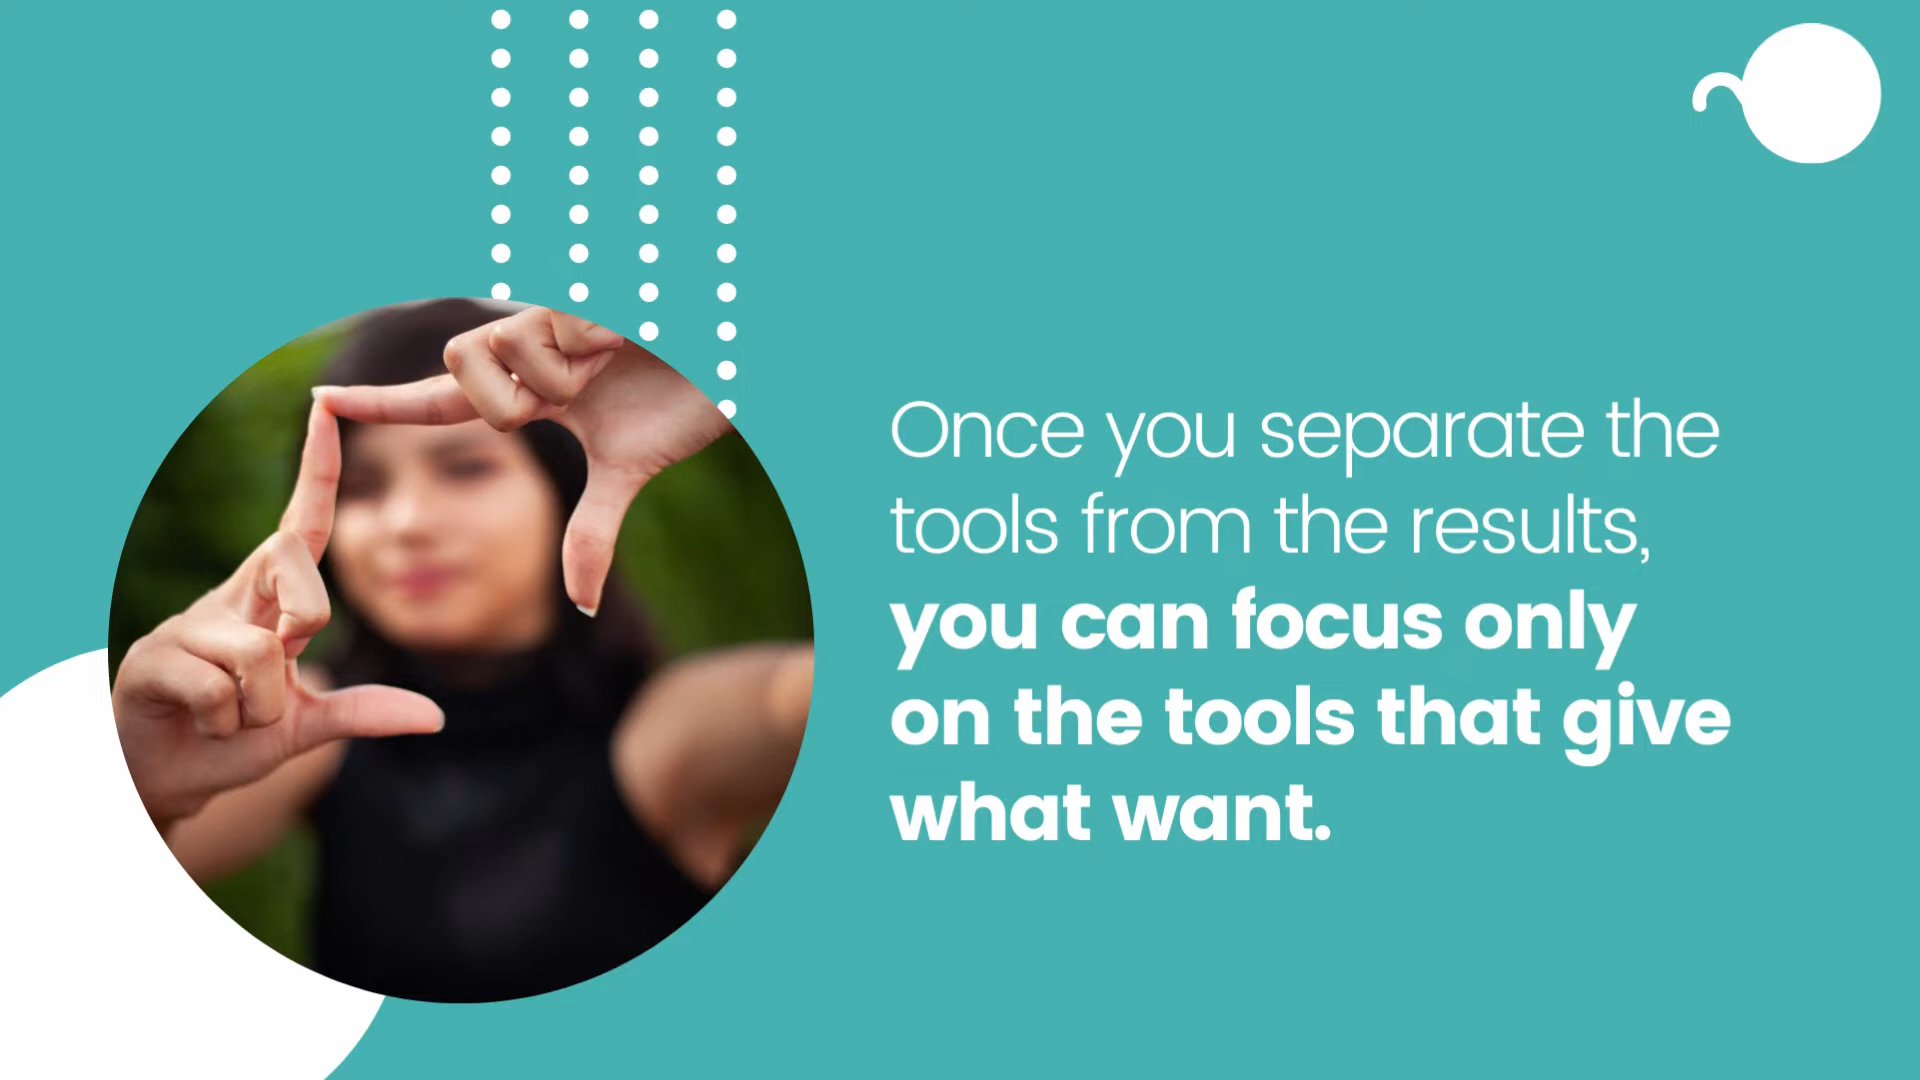 Once you separate the
tools from the results,
you can focus only
on the tools that give
what want.